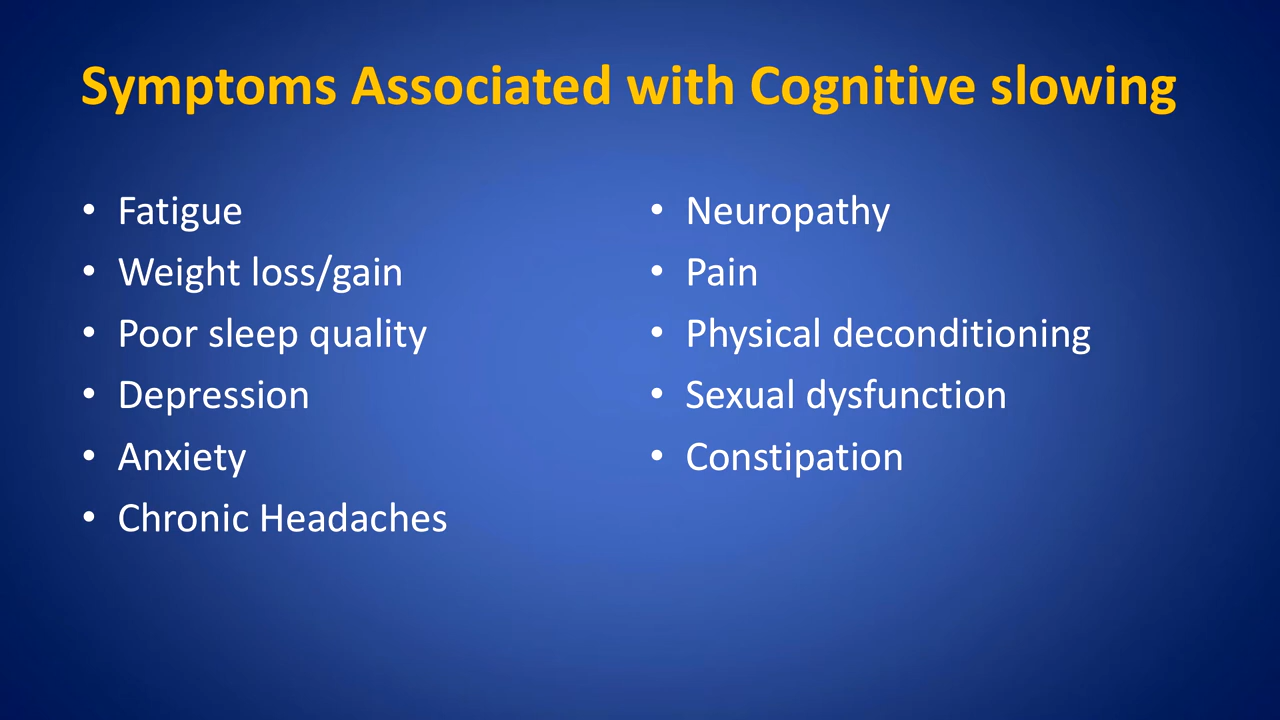 Symptoms Associated with Cognitive slowing
• Fatigue
• Weight loss/gain
• Poor sleep quality
• Depression
• Anxiety
• Chronic Headaches
• Neuropathy
• Pain
• Physical deconditioning
• Sexual dysfunction
• Constipation